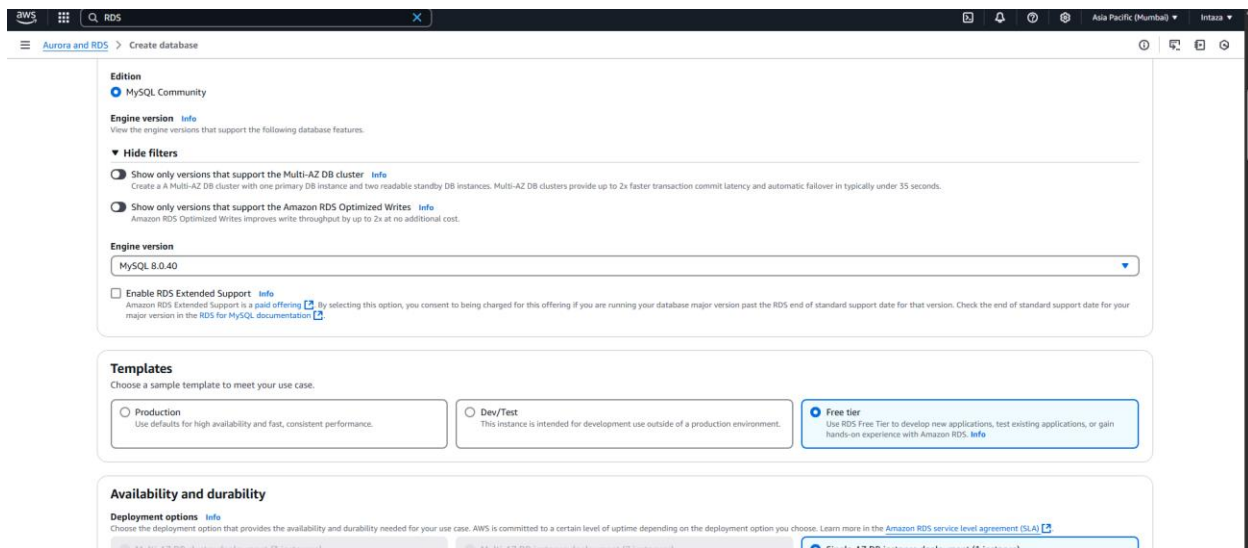 aws
RDS
Asia Pacific (Mumbai) ▼
Intaza ▼
Aurora and RDS > Create database
Edition
MySQL Community
Engine version Info
View the engine versions that support the following database features.
▼ Hide filters
Show only versions that support the Multi-AZ DB cluster Info
Create a A Multi-AZ DB cluster with one primary DB instance and two readable standby DB instances. Multi-AZ DB clusters provide up to 2x faster transaction commit latency and automatic failover in typically under 35 seconds.
Show only versions that support the Amazon RDS Optimized Writes Info
Amazon RDS Optimized Writes improves write throughput by up to 2x at no additional cost.
Engine version
MySQL 8.0.40
Enable RDS Extended Support Info
Amazon RDS Extended Support is a paid offering. By selecting this option, you consent to being charged for this offering if you are running your database major version past the RDS end of standard support date for that version. Check the end of standard support date for your
major version in the RDS for MySQL documentation.
Templates
Choose a sample template to meet your use case.
Production
Use defaults for high availability and fast, consistent performance.
Dev/Test
This instance is intended for development use outside of a production environment.
Free tier
Use RDS Free Tier to develop new applications, test existing applications, or gain
hands-on experience with Amazon RDS. Info
Availability and durability
Deployment options Info
Choose the deployment option that provides the availability and durability needed for your use case. AWS is committed to a certain level of uptime depending on the deployment option you choose. Learn more in the Amazon RDS service level agreement (SLA).
Single-AZ DB instance deployment (1 instance)